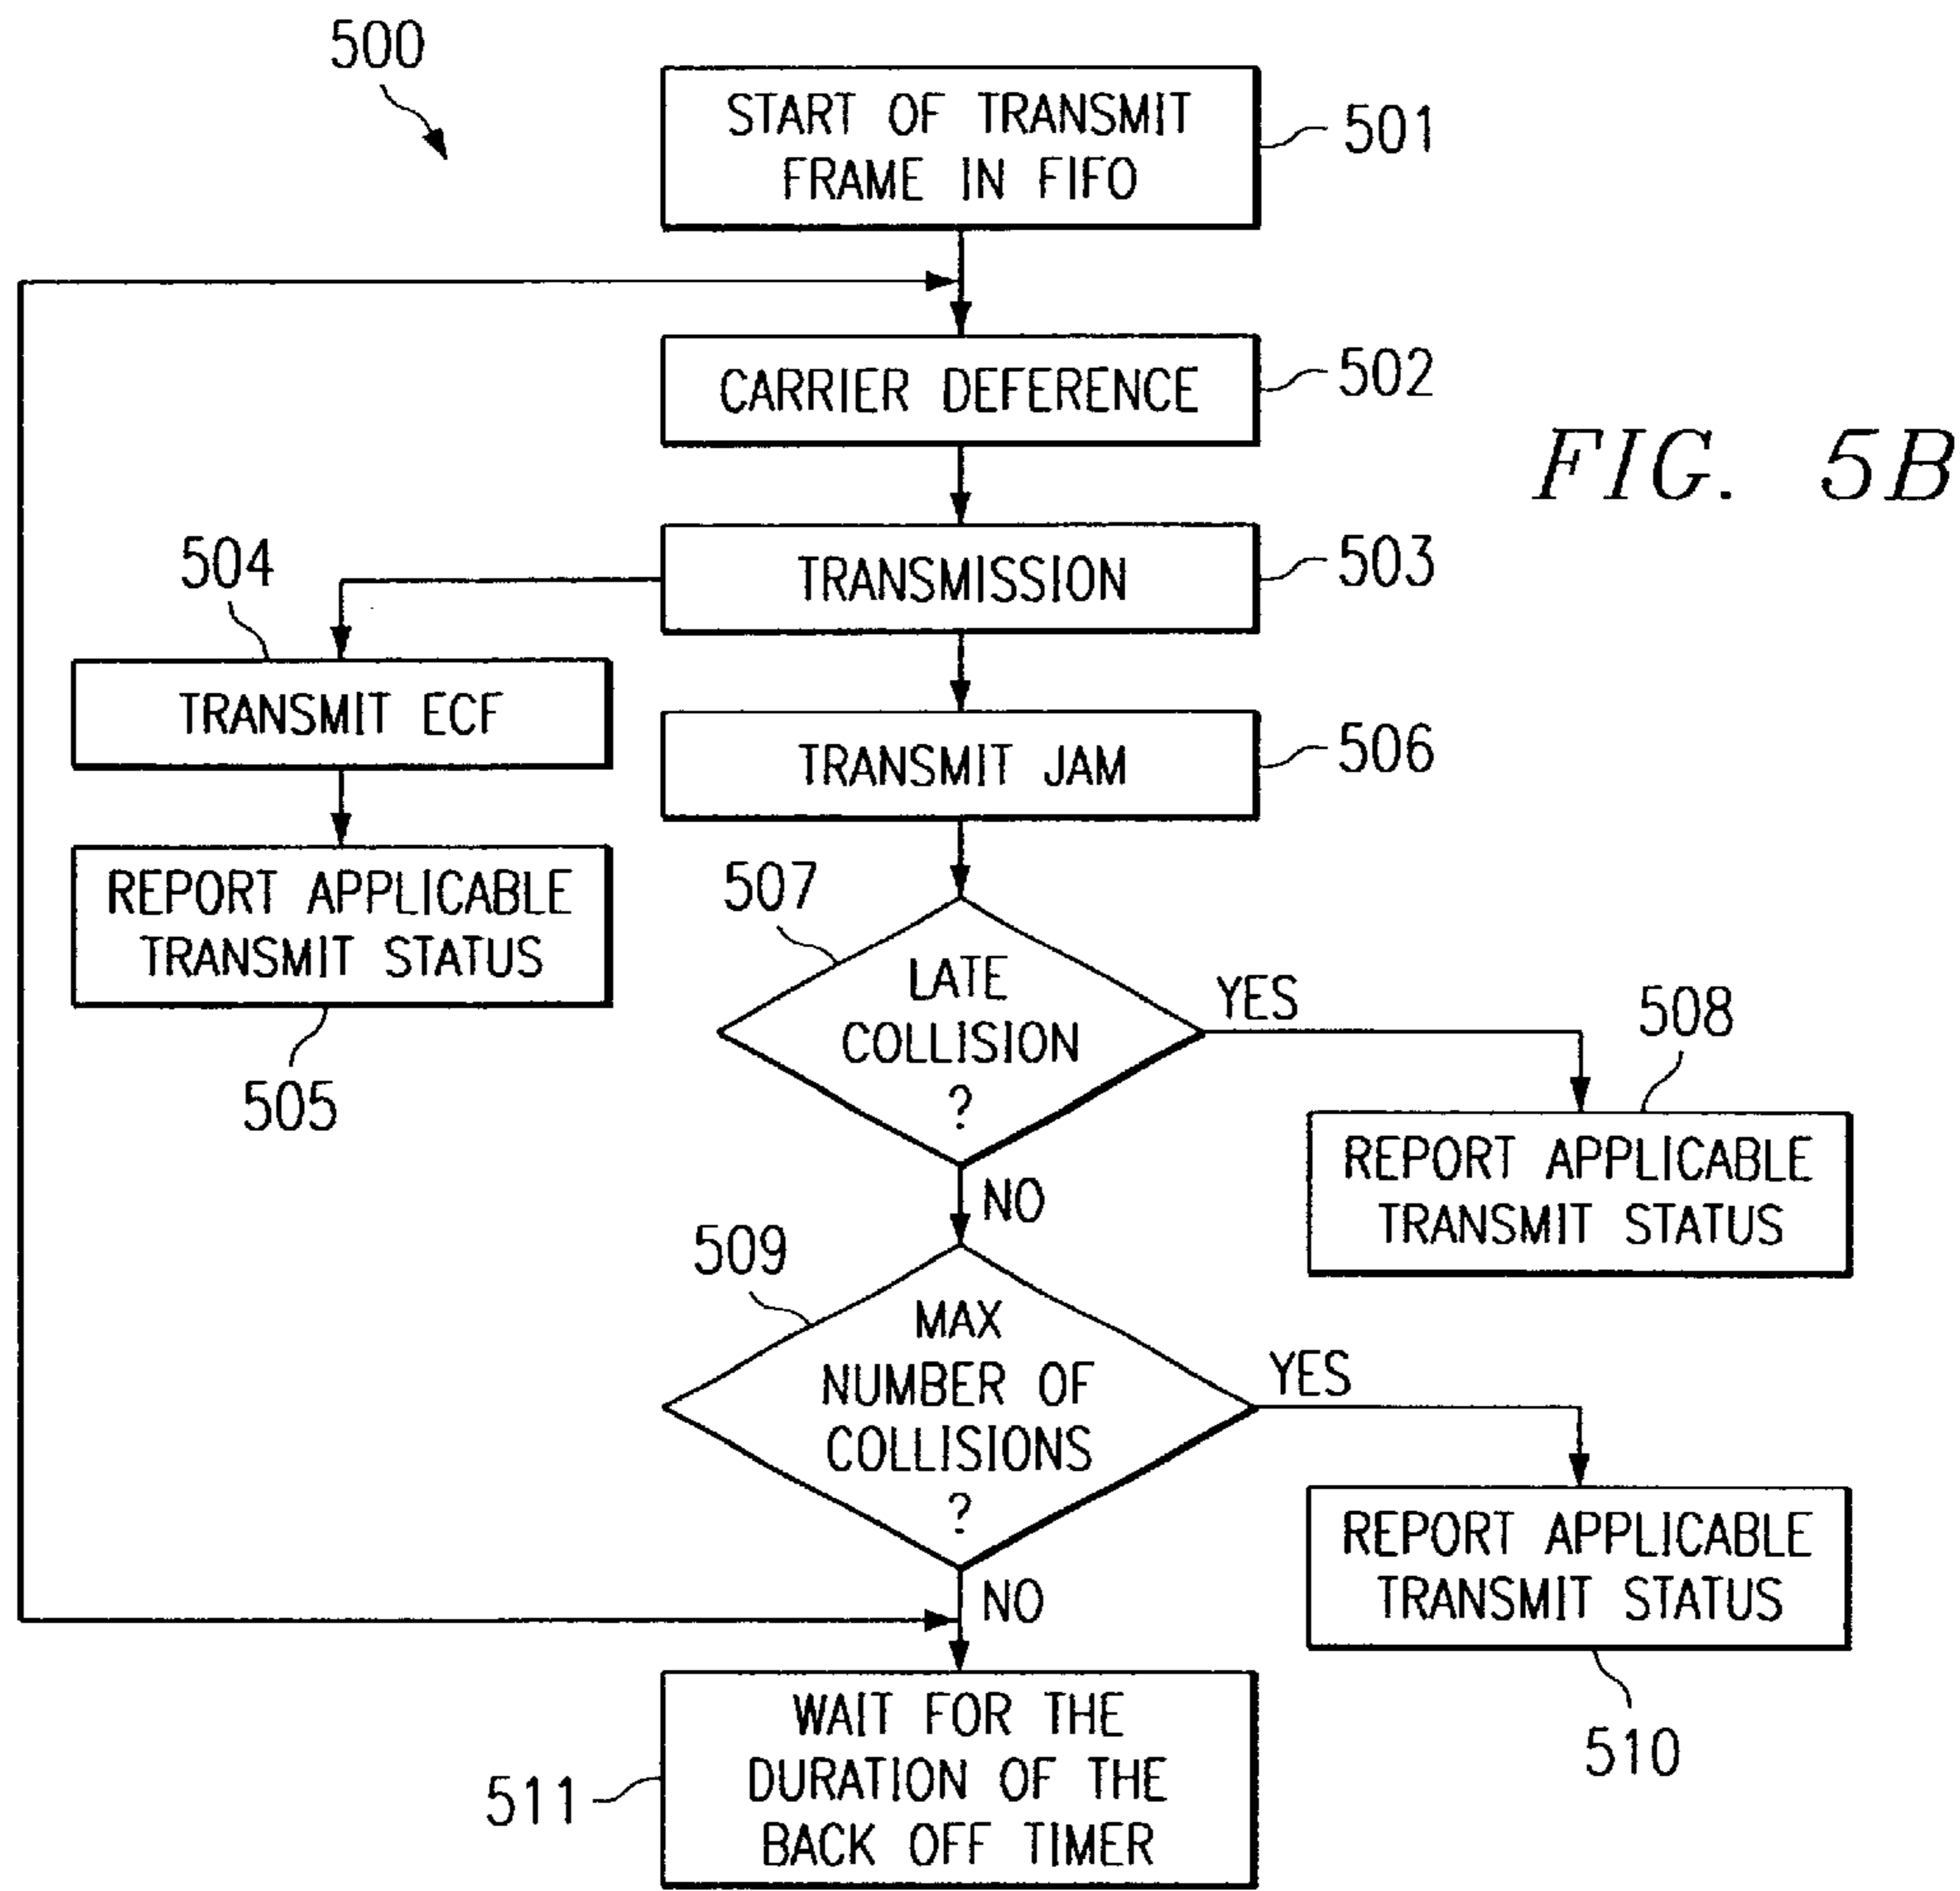 500
START OF TRANSMIT
FRAME IN FIFO
501
CARRIER DEFERENCE
502
FIG. 5B
TRANSMISSION
503
504
TRANSMIT ECF
TRANSMIT JAM
506
REPORT APPLICABLE
TRANSMIT STATUS
505
507
LATE
COLLISION
?
YES
508
REPORT APPLICABLE
TRANSMIT STATUS
NO
509
MAX
NUMBER OF
COLLISIONS
?
YES
REPORT APPLICABLE
TRANSMIT STATUS
510
NO
WAIT FOR THE
DURATION OF THE
BACK OFF TIMER
511